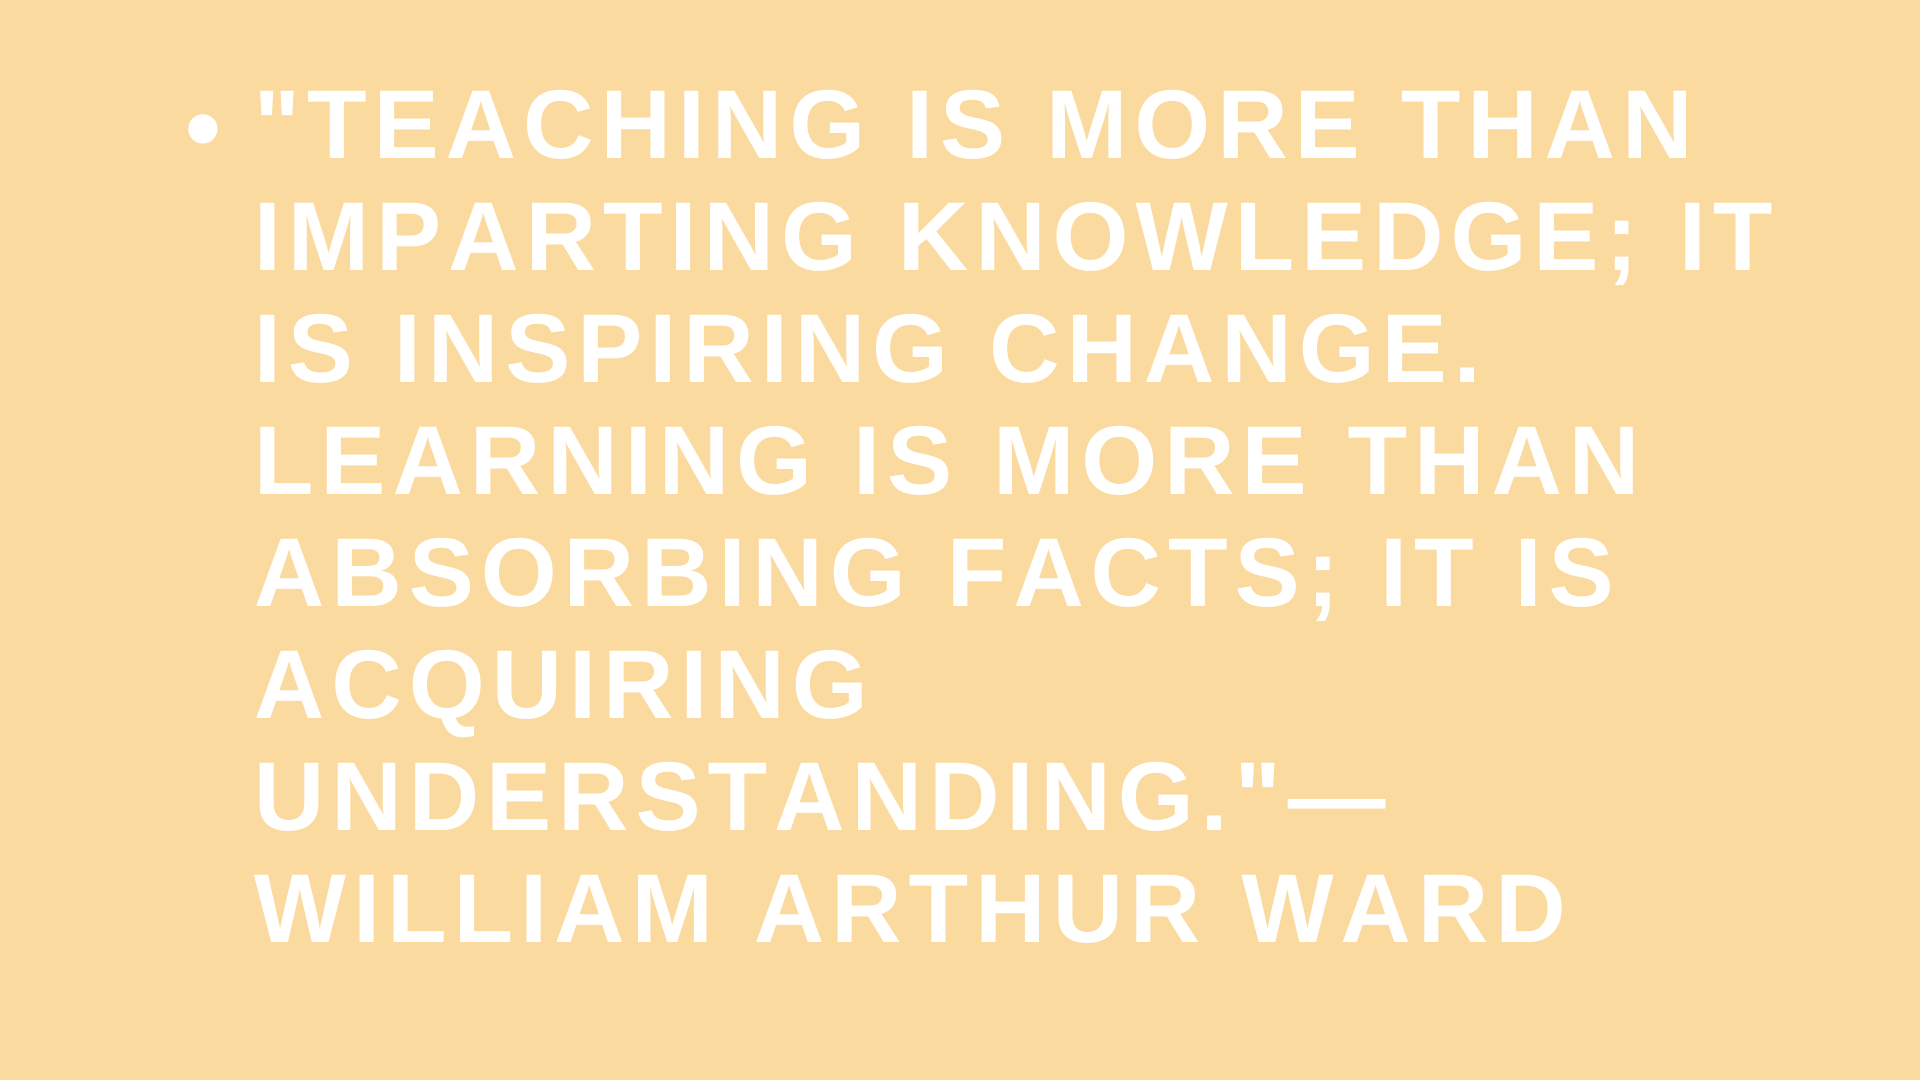 • "TEACHING IS MORE THAN
IMPARTING KNOWLEDGE; IT
IS INSPIRING CHANGE.
LEARNING IS MORE THAN
ABSORBING FACTS; IT IS
ACQUIRING
UNDERSTANDING."—
WILLIAM ARTHUR WARD